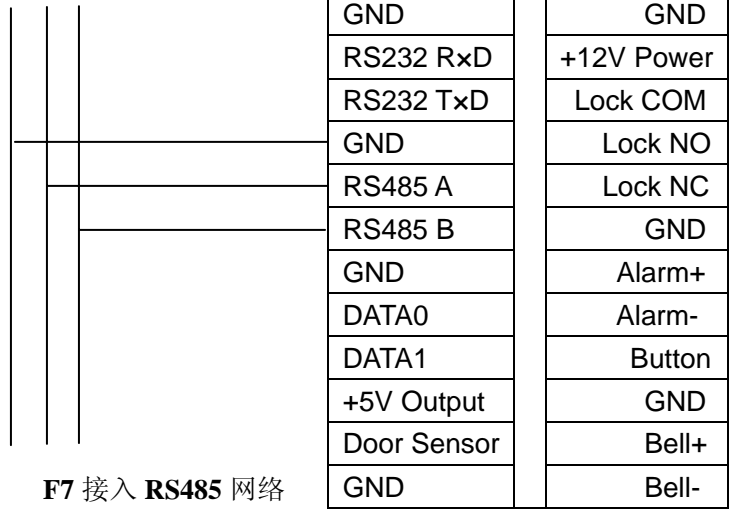 GND GND
RS232 R×D +12V Power
RS232 T×D Lock COM
GND Lock NO
RS485 A Lock NC
RS485 B GND
GND Alarm+
DATA0 Alarm-
DATA1 Button
+5V Output GND
Door Sensor Bell+
GND Bell-
F7 接入 RS485 网络